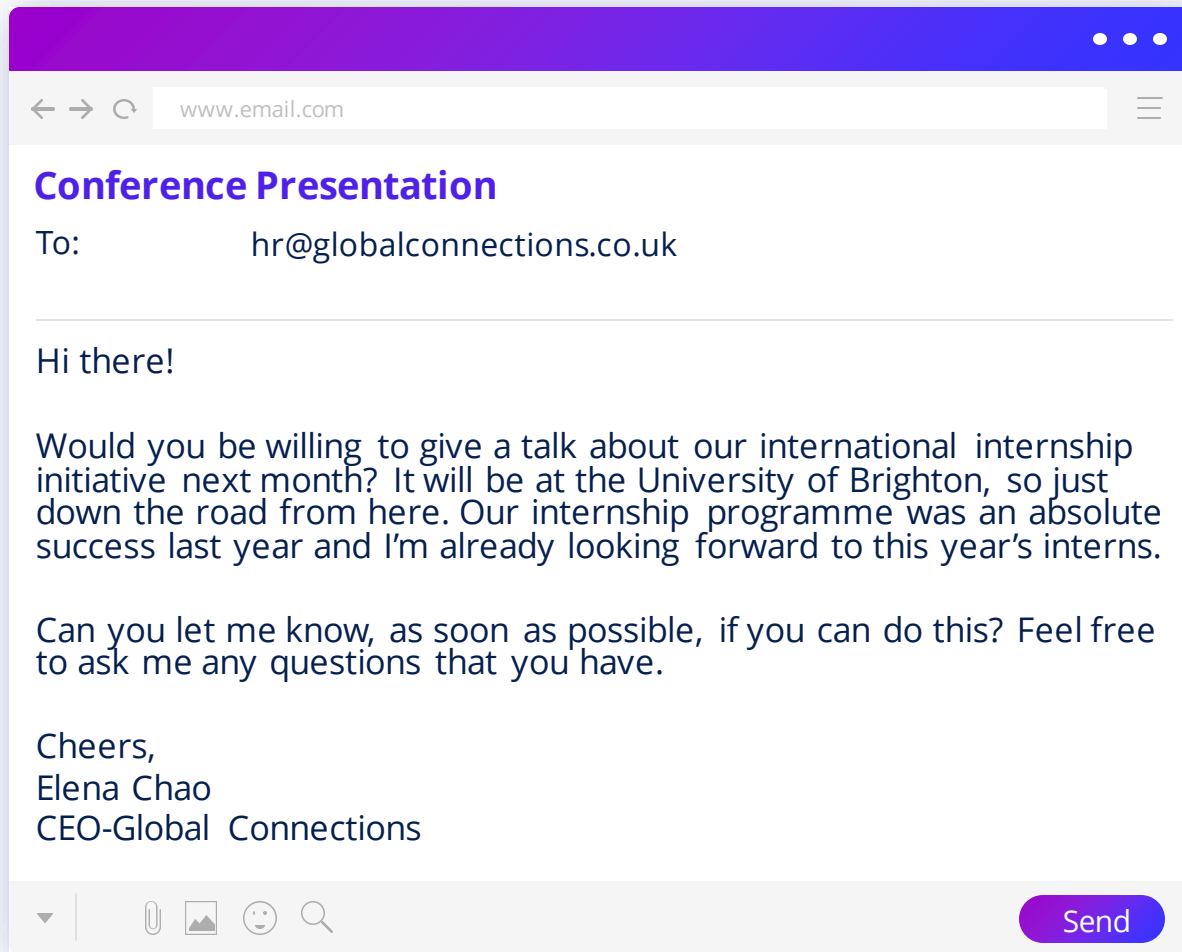 www.email.com
Conference Presentation
To: hr@globalconnections.co.uk
Hi there!
Would you be willing to give a talk about our international internship
initiative next month? It will be at the University of Brighton, so just
down the road from here. Our internship programme was an absolute
success last year and I’m already looking forward to this year’s interns.
Can you let me know, as soon as possible, if you can do this? Feel free
to ask me any questions that you have.
Cheers,
Elena Chao
CEO-Global Connections
Send